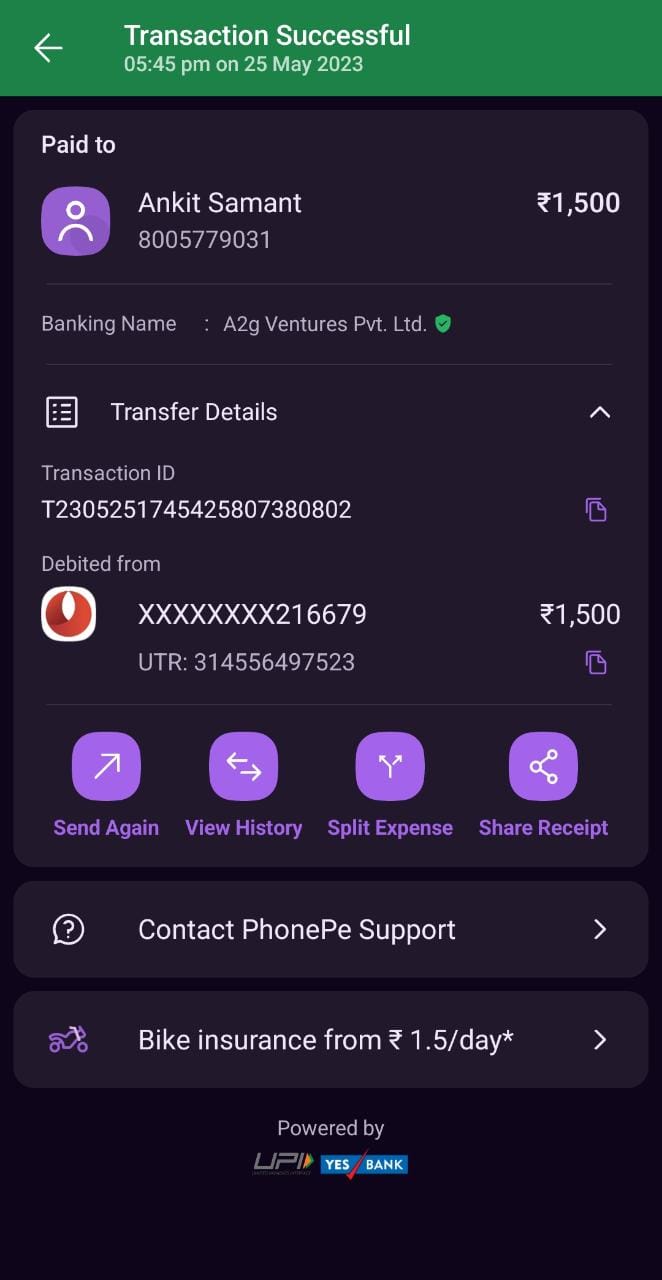 Transaction Successful
05:45 pm on 25 May 2023
Paid to
Ankit Samant ₹1,500
8005779031
Banking Name : A2g Ventures Pvt. Ltd.
Transfer Details
Transaction ID
T2305251745425807380802
Debited from
XXXXXXXX216679 ₹1,500
UTR: 314556497523
Send Again View History Split Expense Share Receipt
Contact PhonePe Support
Bike insurance from ₹ 1.5/day*
Powered by
UPI YES BANK